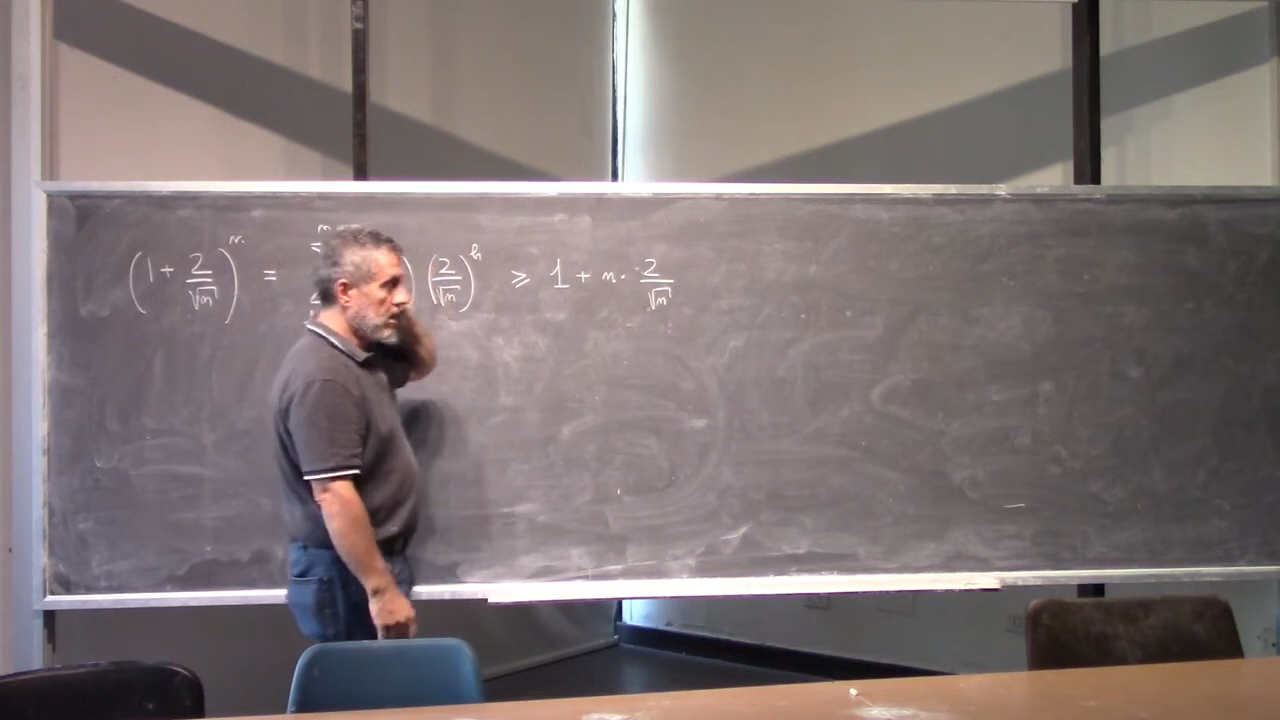 (1 + 2/√n)^n = ) (2/√n)^h ≥ 1 + n · 2/√n